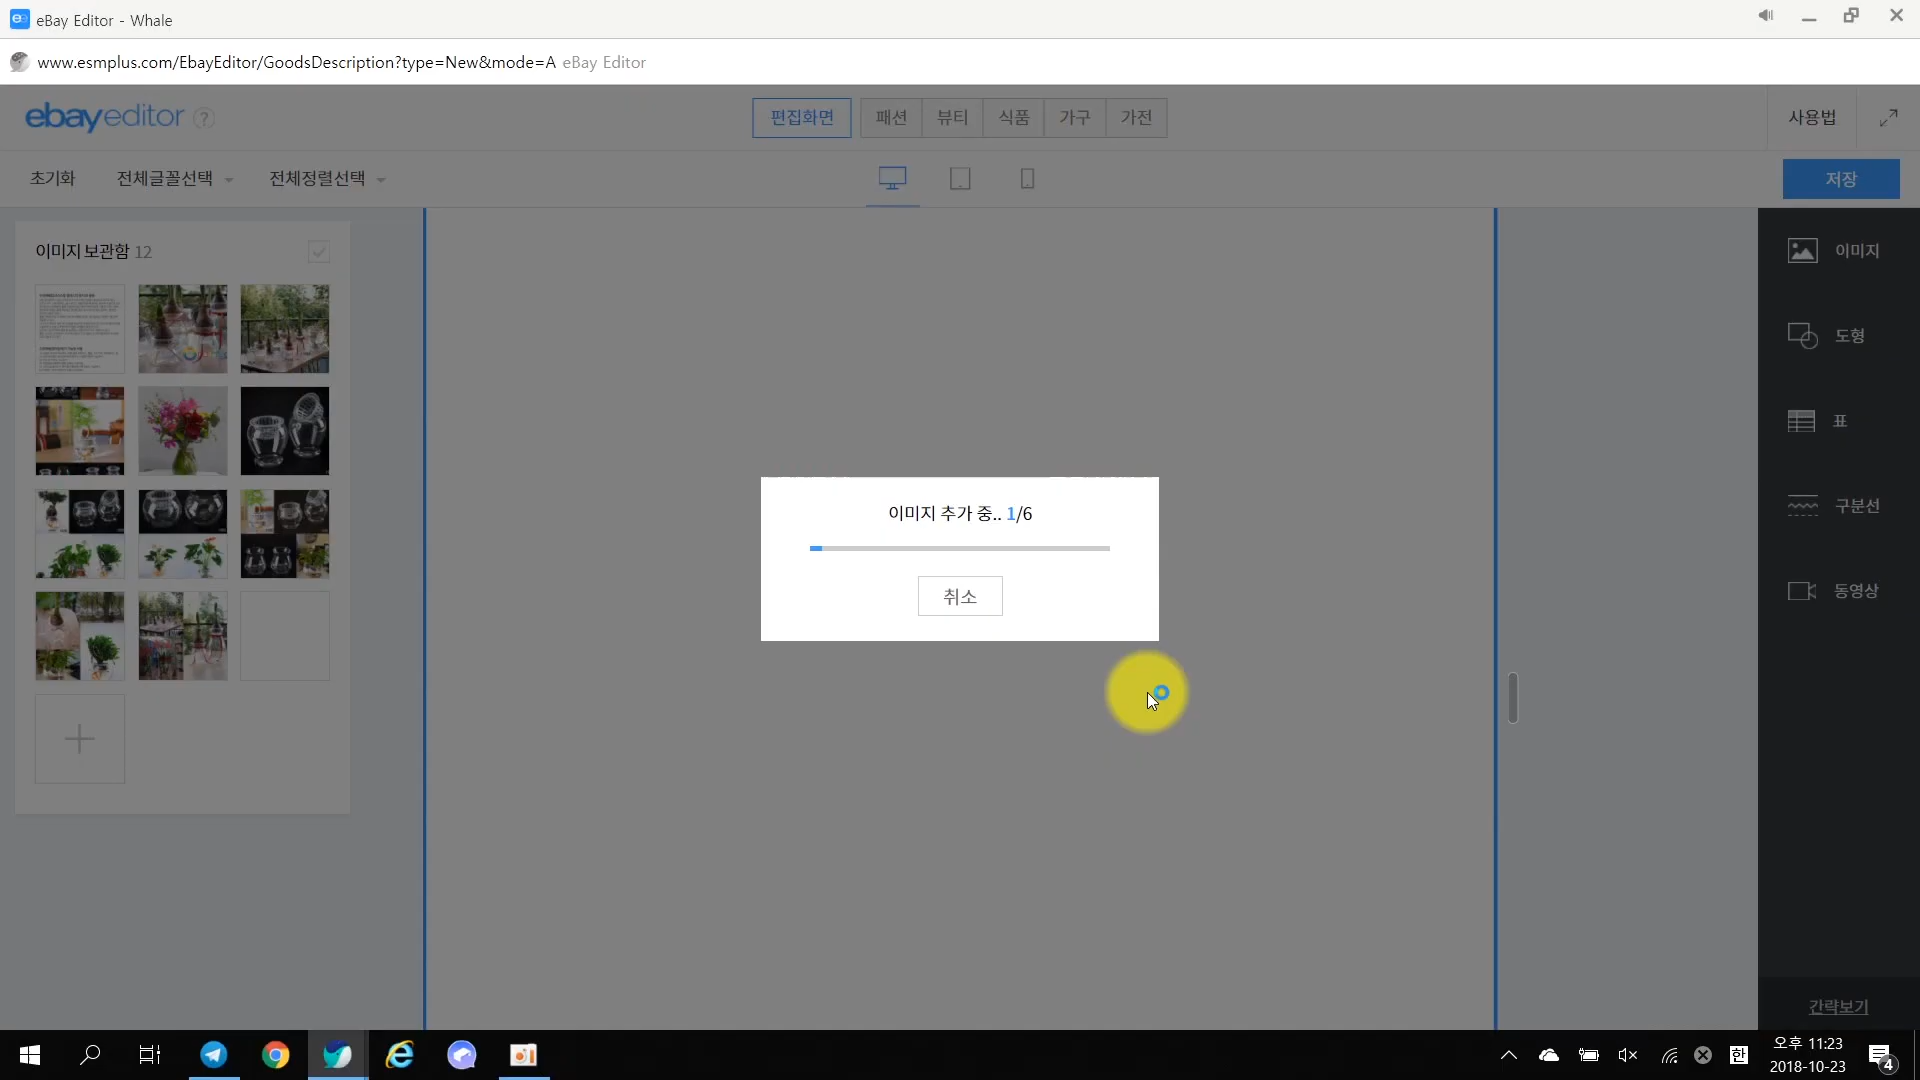 eBay Editor - Whale
www.esmplus.com/EbayEditor/GoodsDescription?type=New&mode=A eBay Editor
ebayeditor ?
편집화면 패션 뷰티 식품 가구 가전
사용법
초기화 전체글꼴선택 전체정렬선택
저장
이미지 보관함 12
이미지
도형
표
구분선
동영상
이미지 추가 중.. 1/6
취소
간략보기
한
오후 11:23
2018-10-23
4